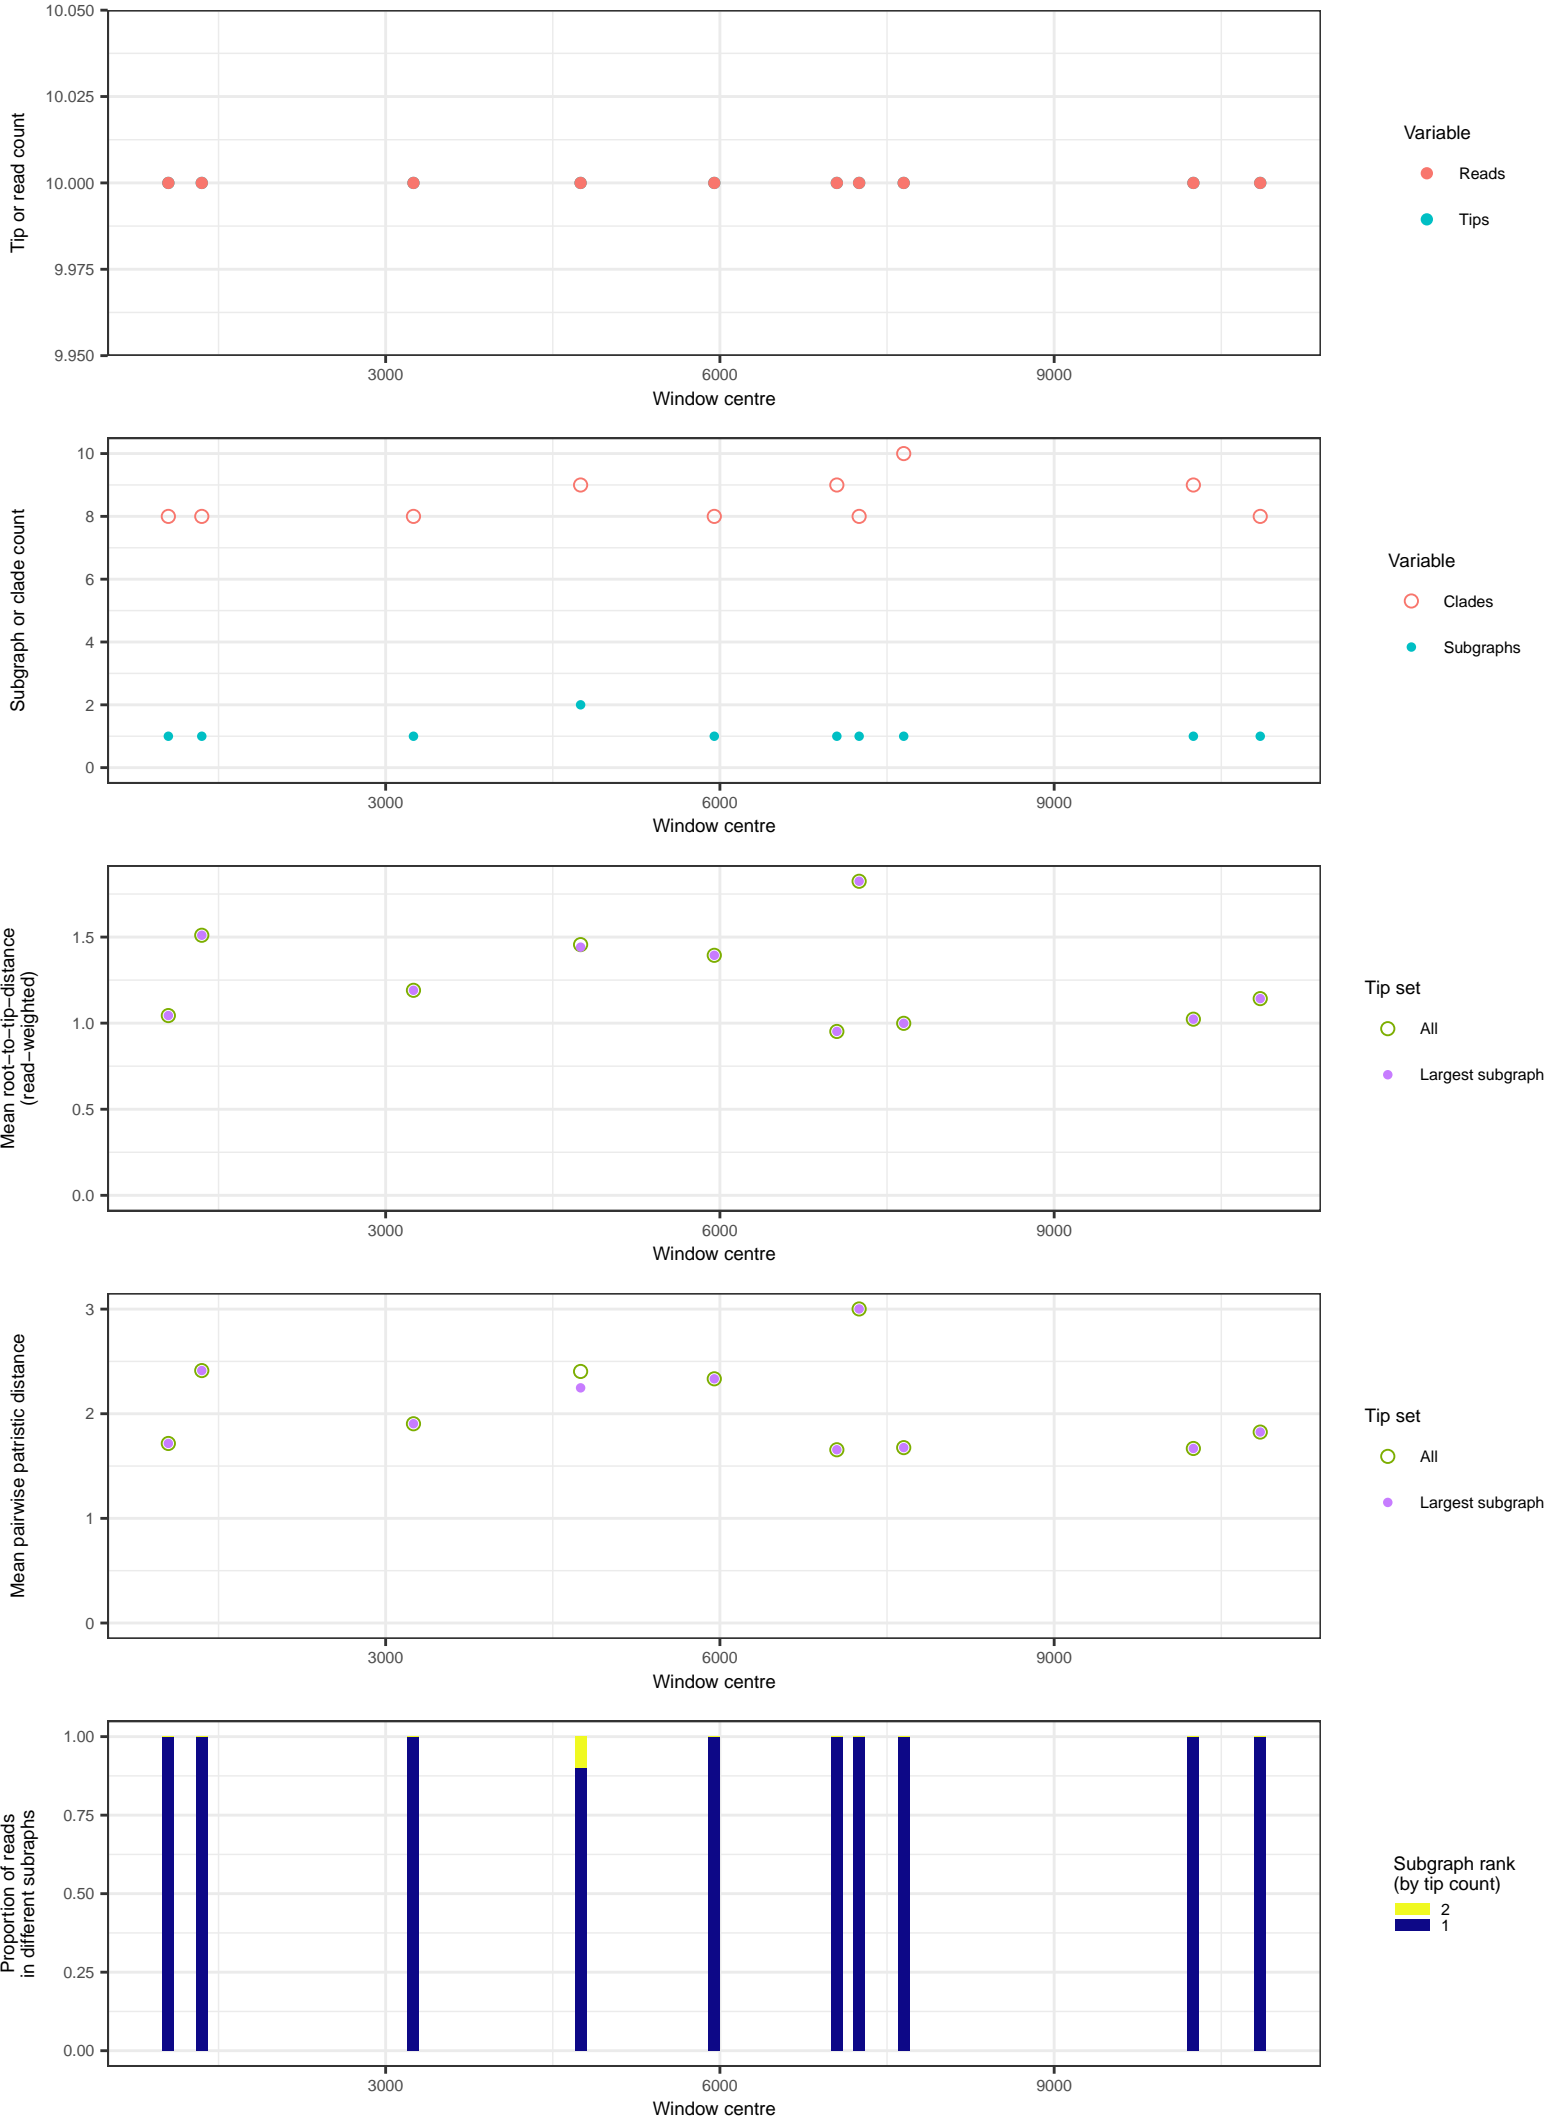 10.050
10.025
10.000
9.975
9.950
Tip or read count
3000 6000 9000
Window centre
Variable
Reads
Tips
10
8
6
4
2
0
Subgraph or clade count
3000 6000 9000
Window centre
Variable
Clades
Subgraphs
1.5
1.0
0.5
0.0
Mean root−to−tip−distance
(read−weighted)
3000 6000 9000
Window centre
Tip set
All
Largest subgraph
3
2
1
0
Mean pairwise patristic distance
3000 6000 9000
Window centre
Tip set
All
Largest subgraph
1.00
0.75
0.50
0.25
0.00
Proportion of reads
in different subraphs
3000 6000 9000
Window centre
Subgraph rank
(by tip count)
2
1